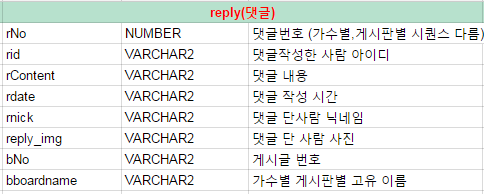 reply(댓글)
rNo NUMBER 댓글번호 (가수별,게시판별 시퀀스 다름)
rid VARCHAR2 댓글작성한 사람 아이디
rContent VARCHAR2 댓글 내용
rdate VARCHAR2 댓글 작성 시간
rnick VARCHAR2 댓글 단사람 닉네임
reply_img VARCHAR2 댓글 단 사람 사진
bNo VARCHAR2 게시글 번호
bboardname VARCHAR2 가수별 게시판별 고유 이름